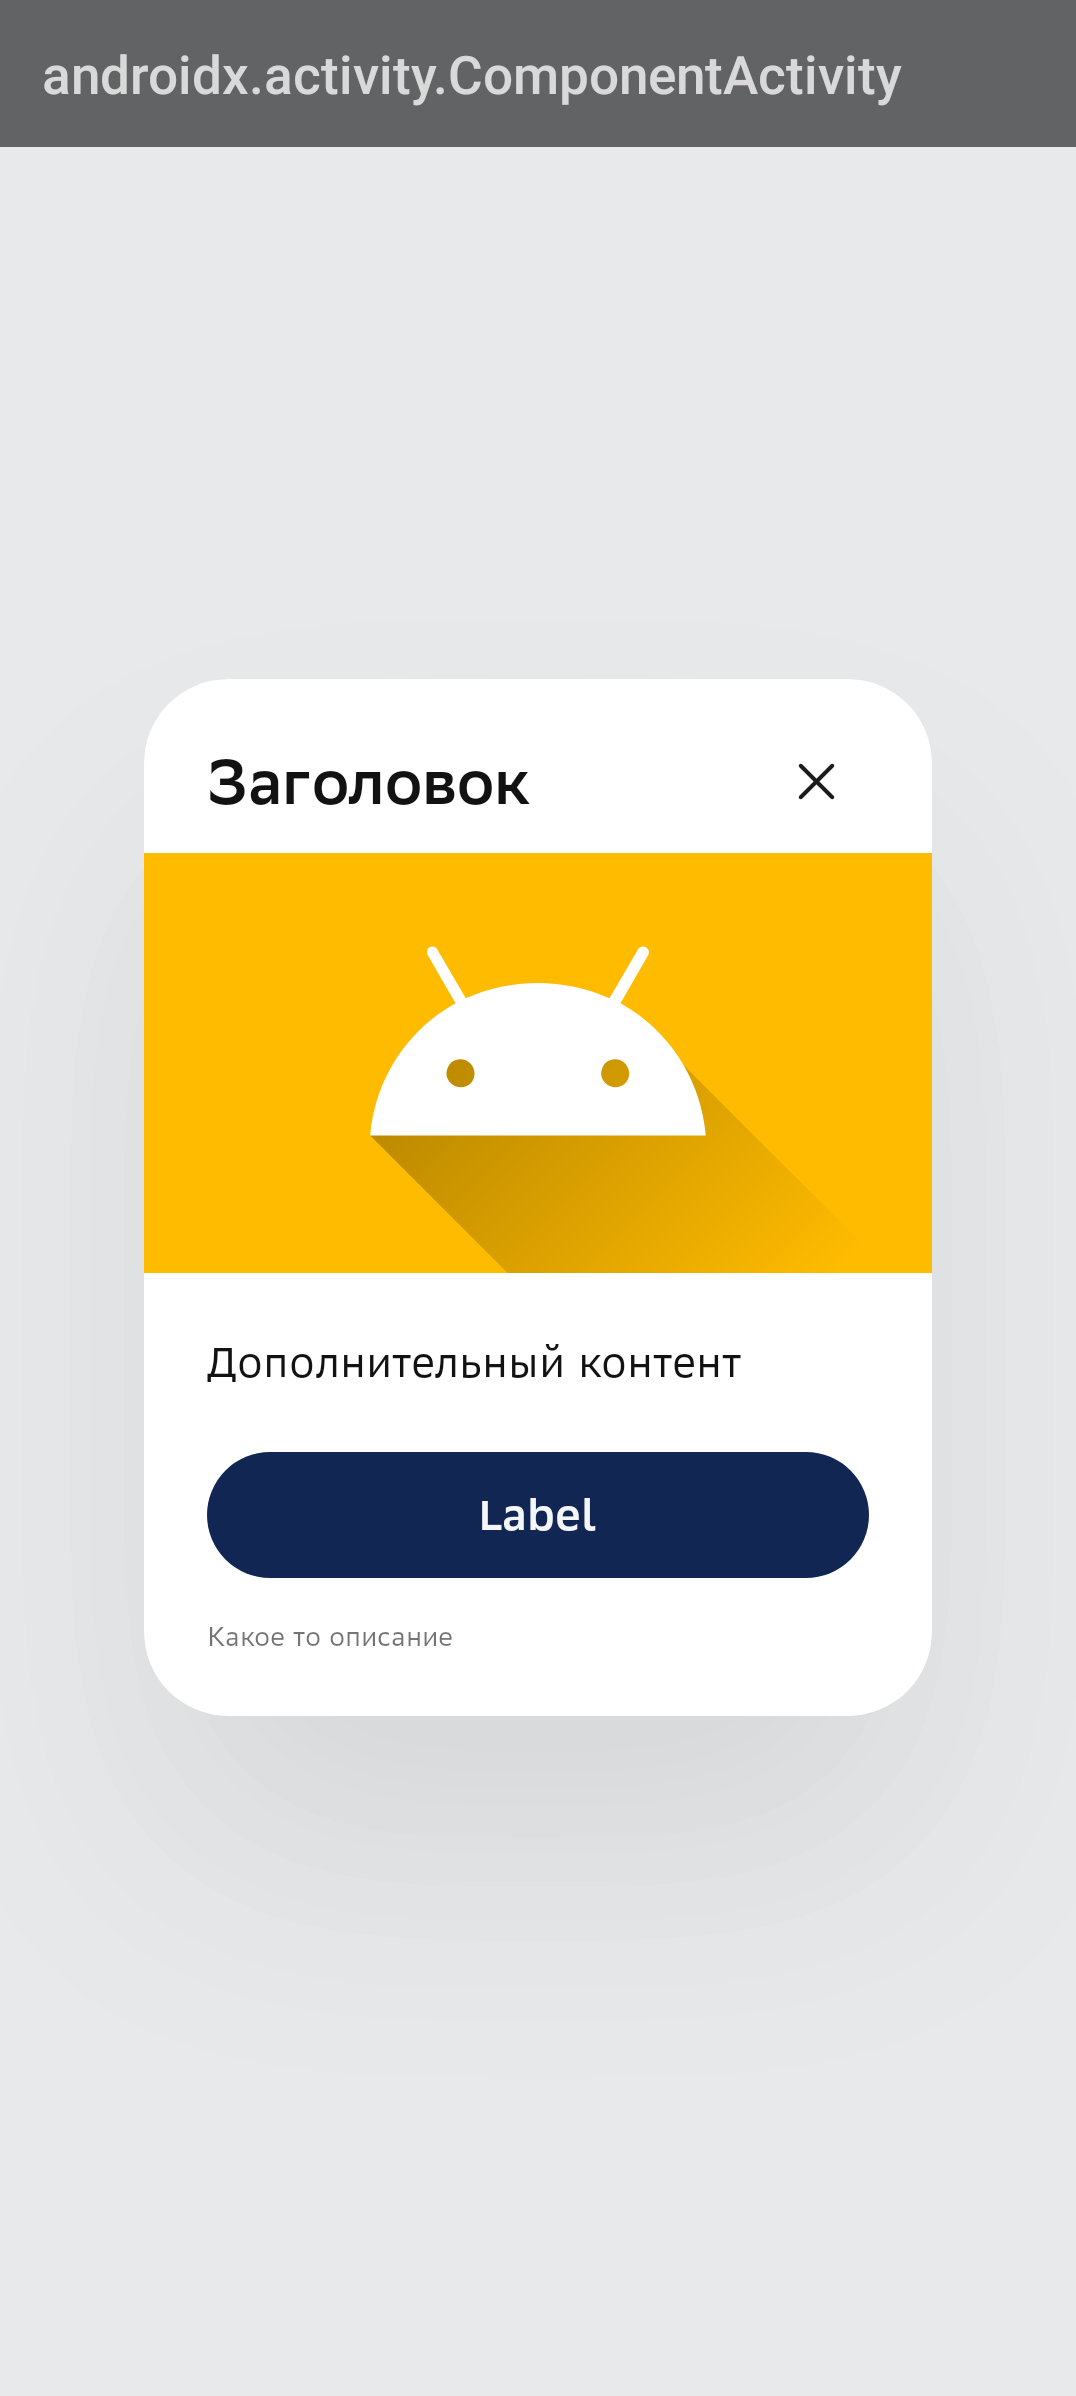 androidx.activity.ComponentActivity
Заголовок
Дополнительный контент
Label
Какое то описание